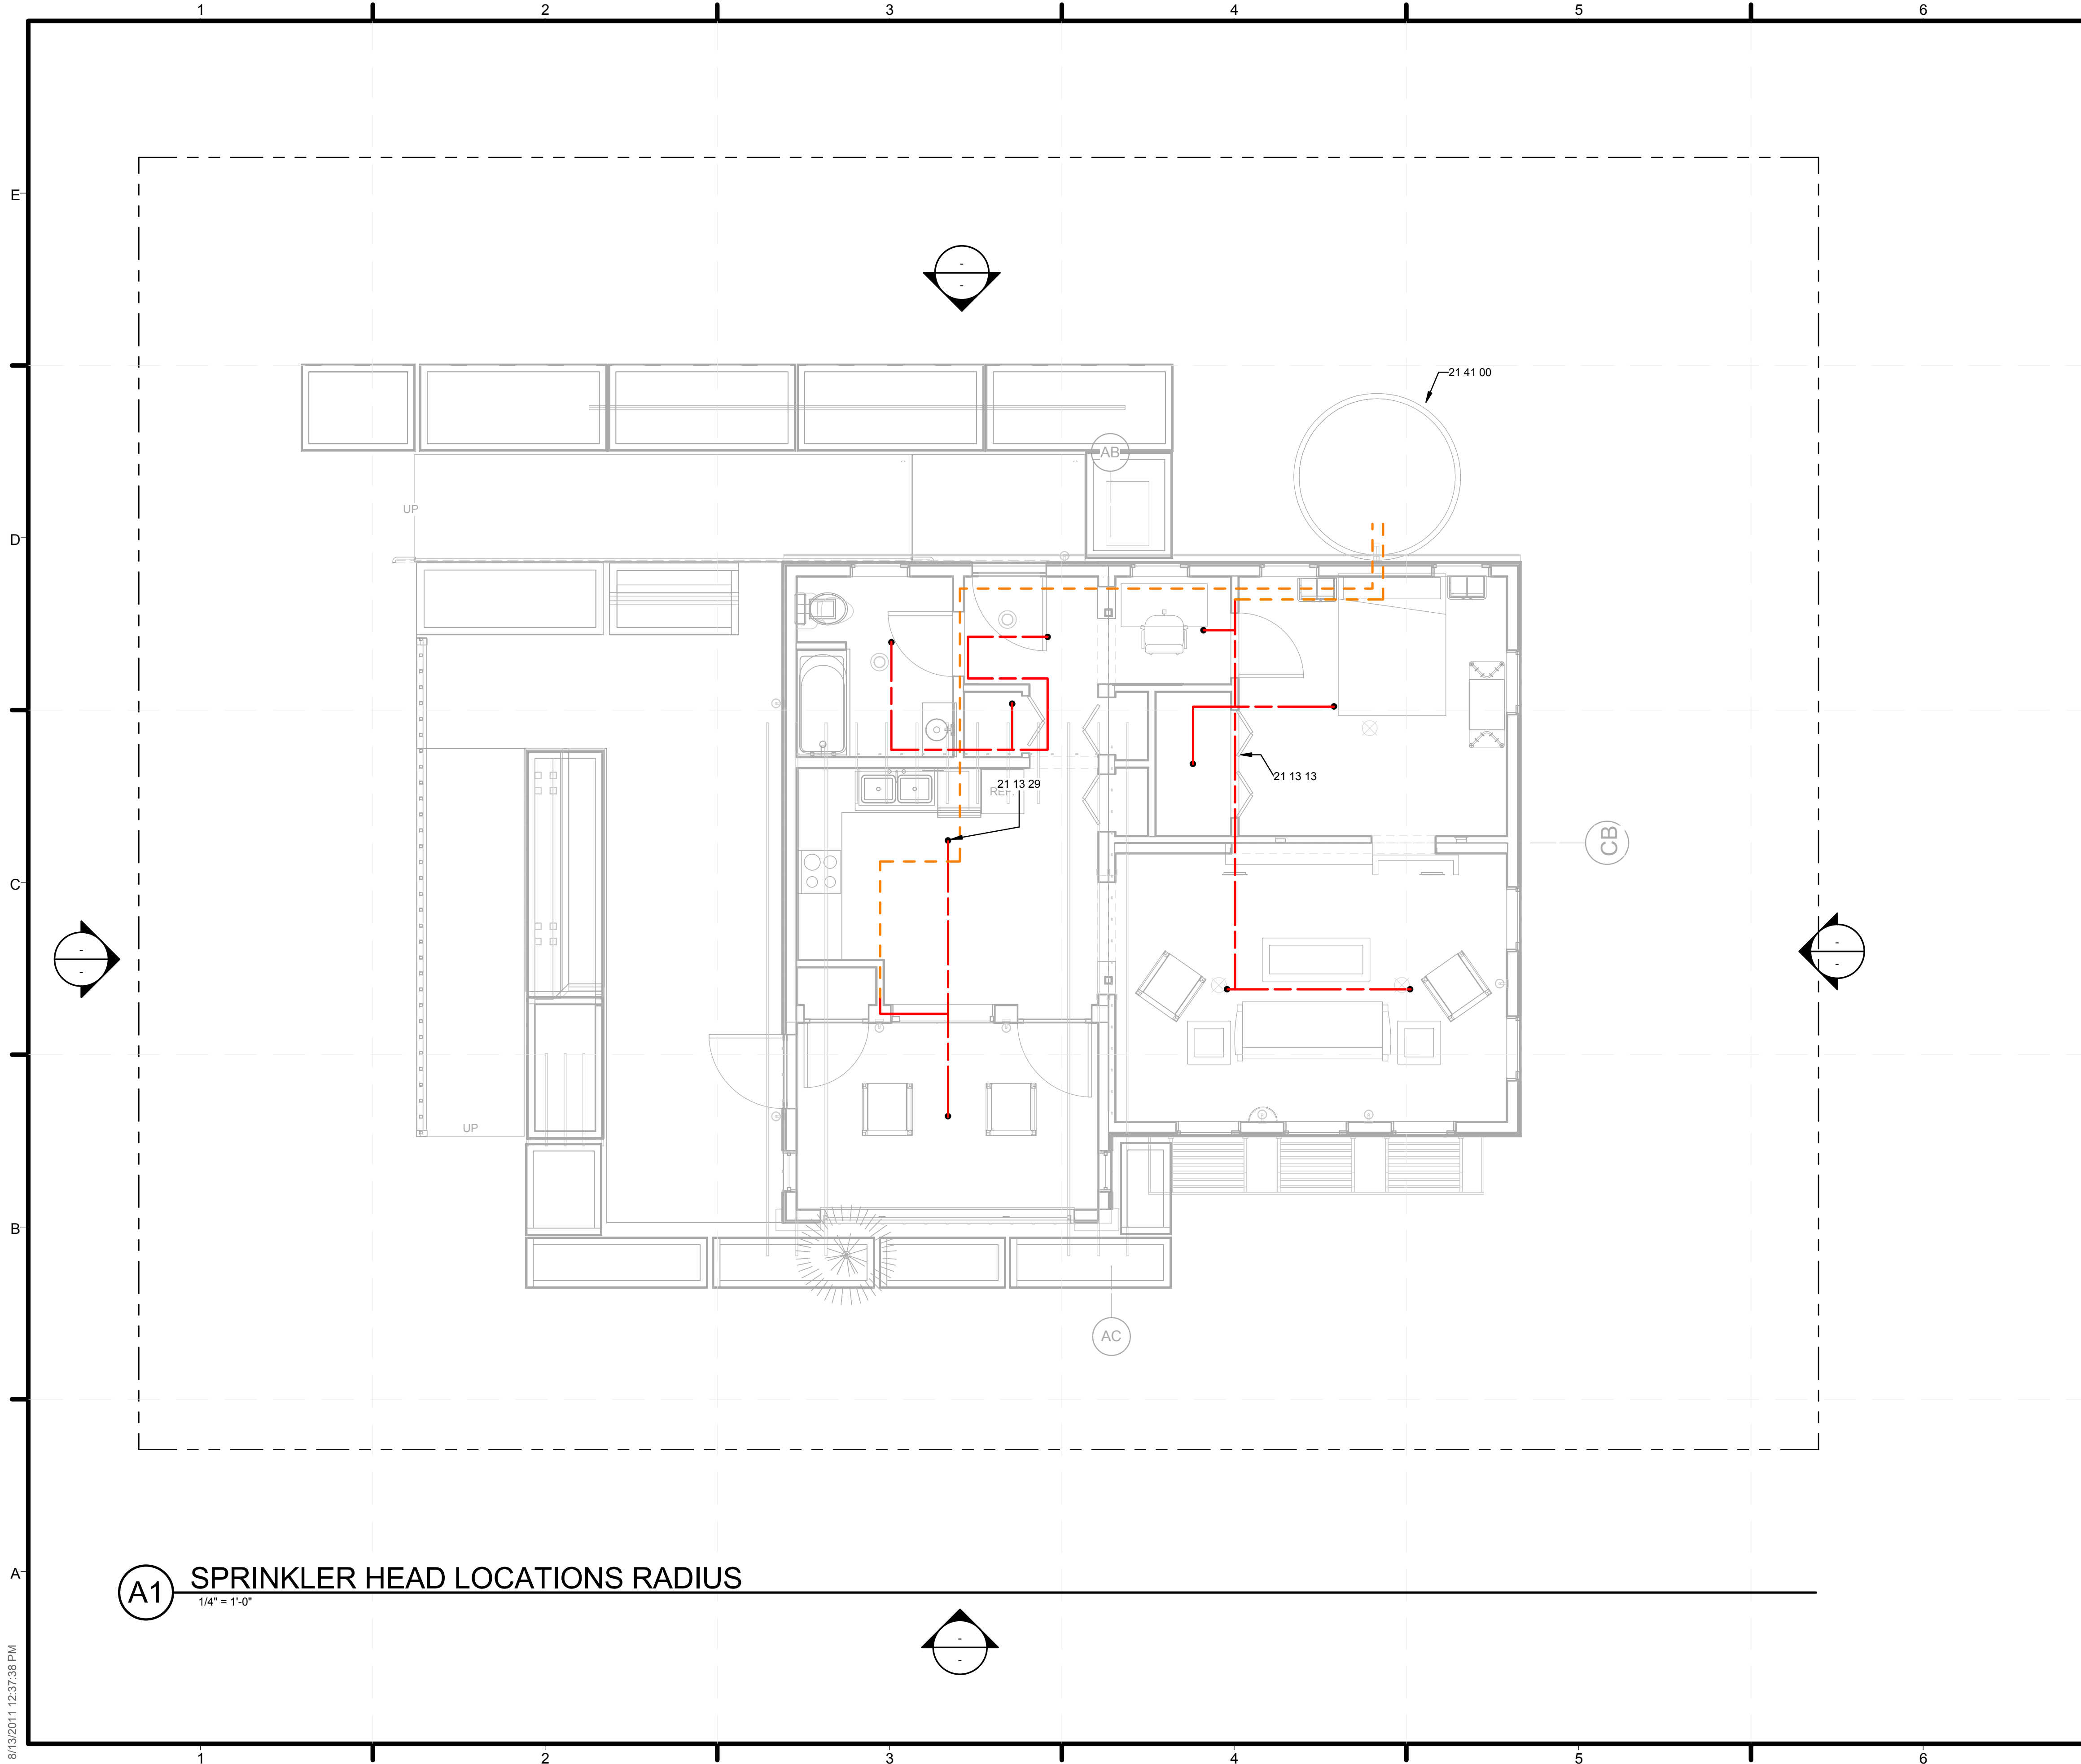 1 2 3 4 5 6
E
21 41 00
AB
UP
D
21 13 13
21 13 29
REF.
CB
C
UP
B
AC
A
A1 SPRINKLER HEAD LOCATIONS RADIUS
1/4" = 1'-0"
8/13/2011 12:37:38 PM
1 2 3 4 5 6